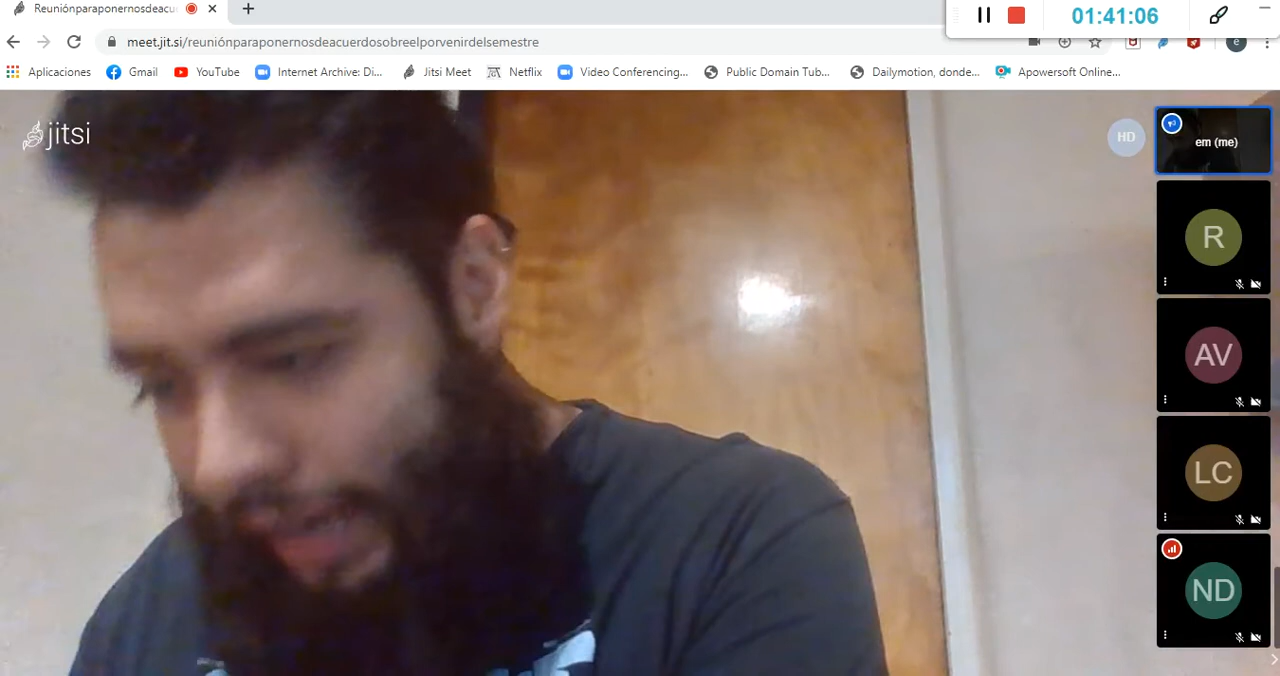 Reuniónparaponernosdeacu
01:41:06
meet.jit.si/reuniónparaponernosdeacuerdosobreelporvenirdelsemestre
e
Aplicaciones Gmail YouTube Internet Archive: Di... Jitsi Meet Netflix Video Conferencing... Public Domain Tub... Dailymotion, donde... Apowersoft Online...
jitsi
HD
em (me)
R
AV
LC
ND